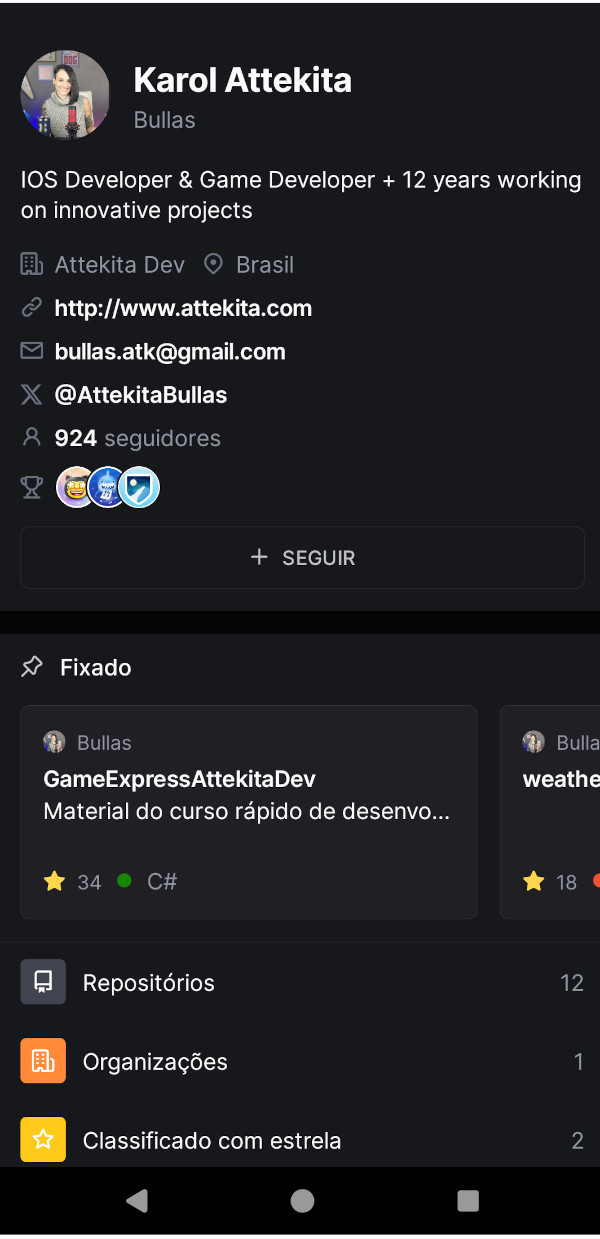 Karol Attekita
Bullas
IOS Developer & Game Developer + 12 years working
on innovative projects
Attekita Dev Brasil
http://www.attekita.com
bullas.atk@gmail.com
@AttekitaBullas
924 seguidores
+ SEGUIR
Fixado
Bullas
GameExpressAttekitaDev
Material do curso rápido de desenvo...
34 C#
Bulla
weathe
18
Repositórios 12
Organizações 1
Classificado com estrela 2